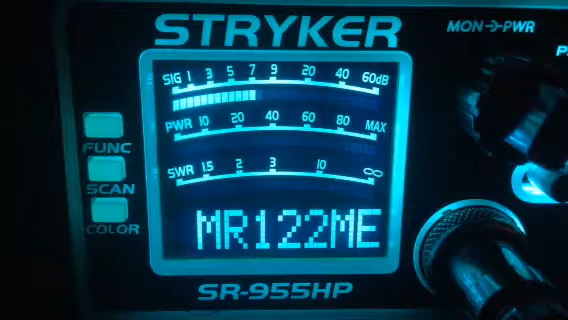 STRYKER
MON PWR
P
SIG 1 3 5 7 9 20 40 60dB
PWR 10 20 40 60 80 MAX
SWR 1.5 2 3 10 ∞
FUNC
SCAN
COLOR
MR122ME
SR-955HP